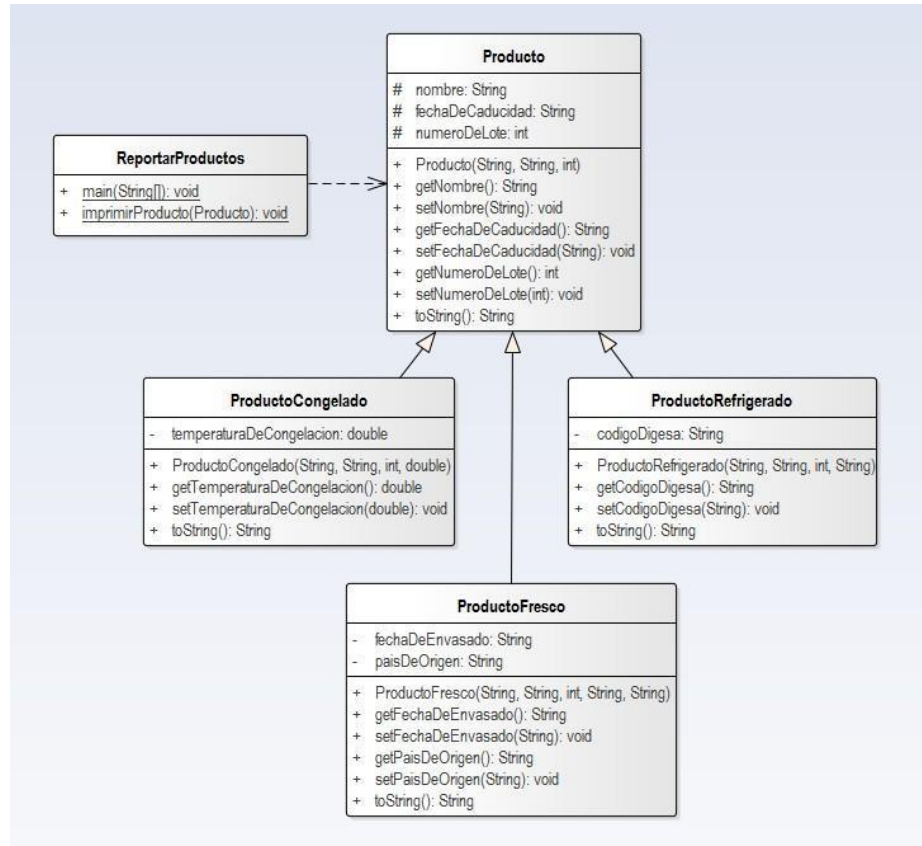 Producto
# nombre: String
# fechaDeCaducidad: String
# numeroDeLote: int
+ Producto(String, String, int)
+ getNombre(): String
+ setNombre(String): void
+ getFechaDeCaducidad(): String
+ setFechaDeCaducidad(String): void
+ getNumeroDeLote(): int
+ setNumeroDeLote(int): void
+ toString(): String
ReportarProductos
+ main(String[]): void
+ imprimirProducto(Producto): void
ProductoCongelado
- temperaturaDeCongelacion: double
+ ProductoCongelado(String, String, int, double)
+ getTemperaturaDeCongelacion(): double
+ setTemperaturaDeCongelacion(double): void
+ toString(): String
ProductoRefrigerado
- codigoDigesa: String
+ ProductoRefrigerado(String, String, int, String)
+ getCodigoDigesa(): String
+ setCodigoDigesa(String): void
+ toString(): String
ProductoFresco
- fechaDeEnvasado: String
- paisDeOrigen: String
+ ProductoFresco(String, String, int, String, String)
+ getFechaDeEnvasado(): String
+ setFechaDeEnvasado(String): void
+ getPaisDeOrigen(): String
+ setPaisDeOrigen(String): void
+ toString(): String